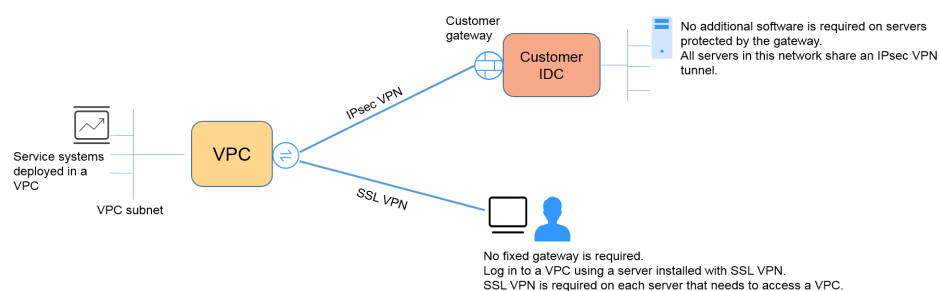 Customer
gateway
No additional software is required on servers
protected by the gateway.
All servers in this network share an IPsec VPN
tunnel.
Customer
IDC
IPsec VPN
VPC
Service systems
deployed in a
VPC
VPC subnet
SSL VPN
No fixed gateway is required.
Log in to a VPC using a server installed with SSL VPN.
SSL VPN is required on each server that needs to access a VPC.